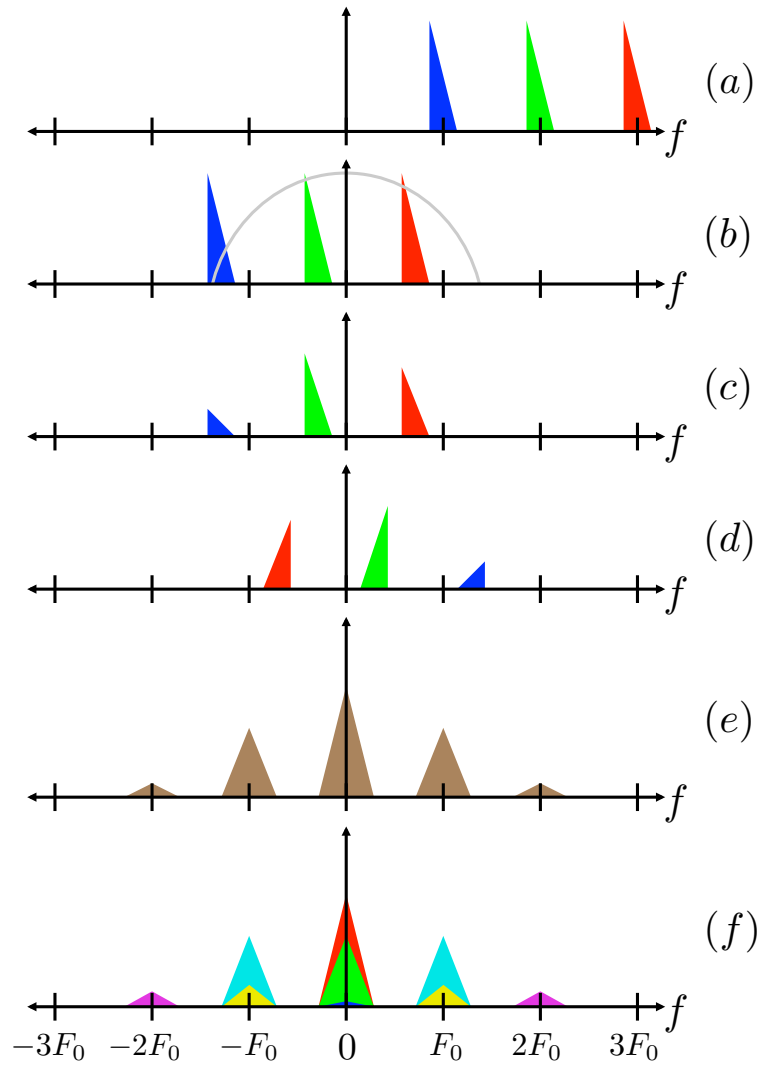 (a)
f
(b)
f
(c)
f
(d)
f
(e)
f
(f)
f
−3F₀ −2F₀ −F₀ 0 F₀ 2F₀ 3F₀